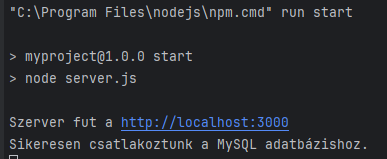 "C:\Program Files\nodejs\npm.cmd" run start
> myproject@1.0.0 start
> node server.js
Szerver fut a http://localhost:3000
Sikeresen csatlakoztunk a MySQL adatbázishoz.